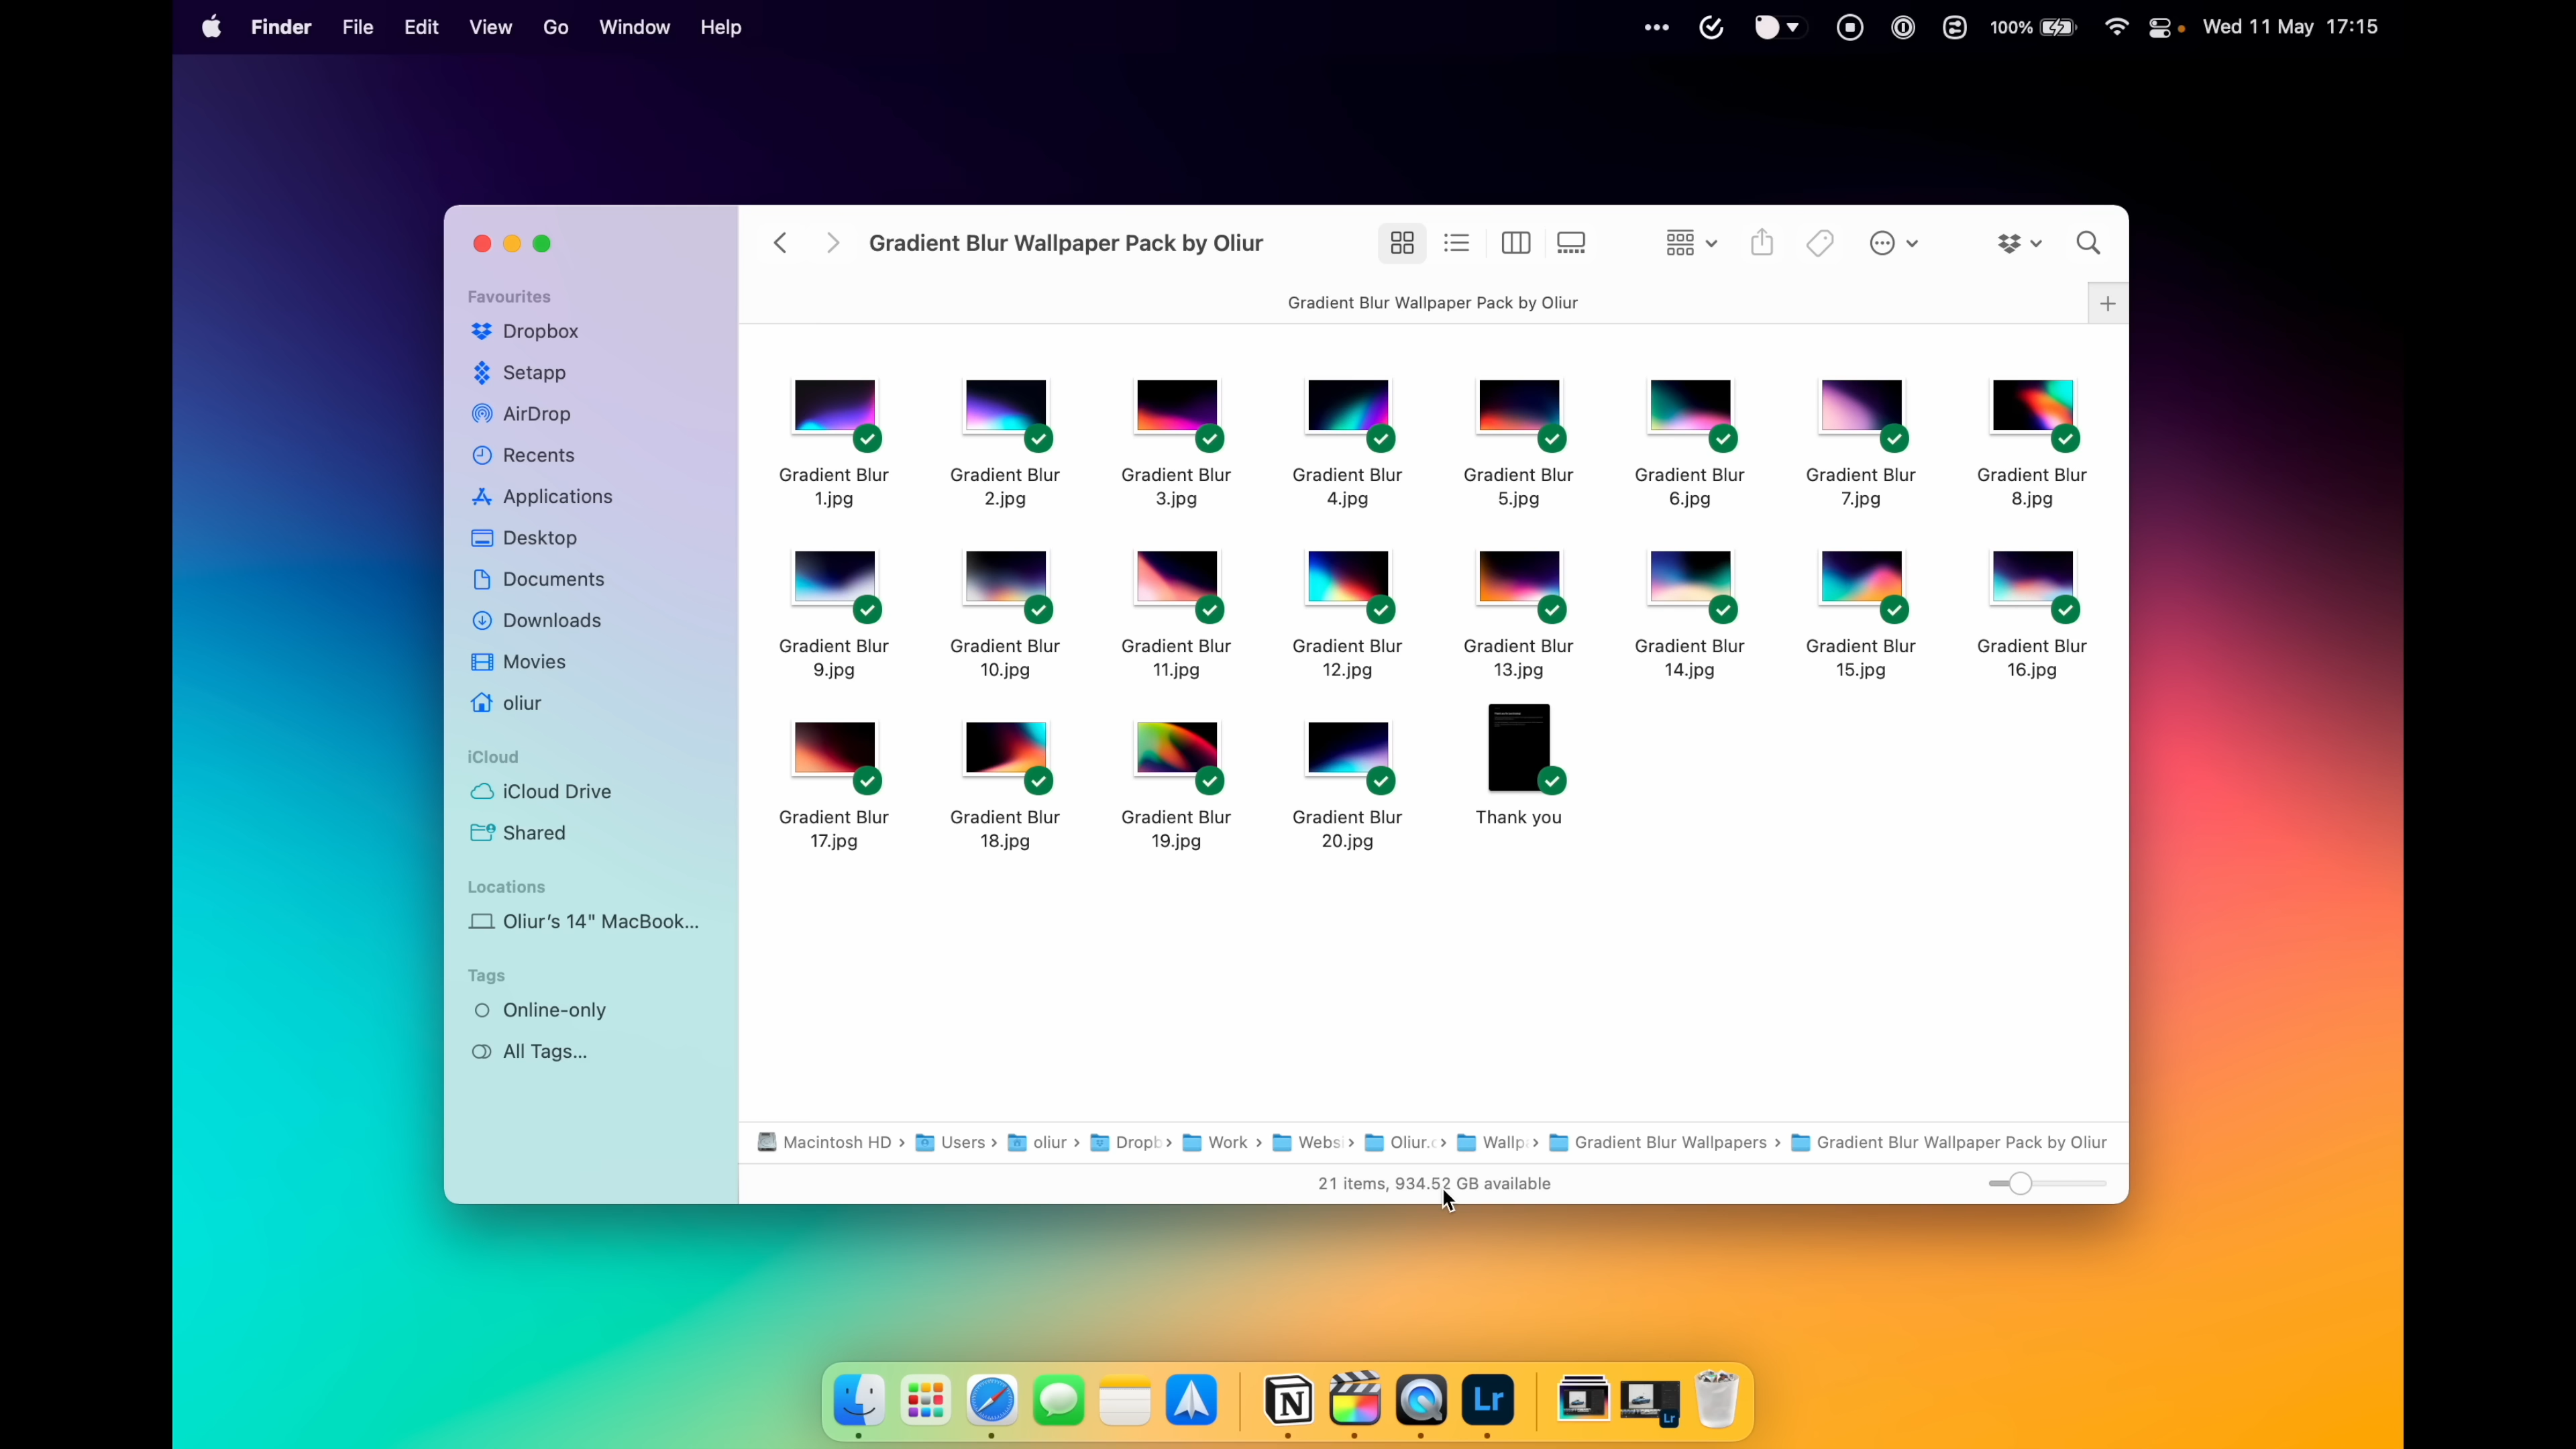 Finder File Edit View Go Window Help 100% Wed 11 May 17:15
Gradient Blur Wallpaper Pack by Oliur
Gradient Blur Wallpaper Pack by Oliur
Favourites
Dropbox
Setapp
AirDrop
Recents
Applications
Desktop
Documents
Downloads
Movies
oliur
iCloud
iCloud Drive
Shared
Locations
Oliur's 14" MacBook...
Tags
Online-only
All Tags...
Gradient Blur Gradient Blur Gradient Blur Gradient Blur Gradient Blur Gradient Blur Gradient Blur Gradient Blur
1.jpg 2.jpg 3.jpg 4.jpg 5.jpg 6.jpg 7.jpg 8.jpg
Gradient Blur Gradient Blur Gradient Blur Gradient Blur Gradient Blur Gradient Blur Gradient Blur Gradient Blur
9.jpg 10.jpg 11.jpg 12.jpg 13.jpg 14.jpg 15.jpg 16.jpg
Gradient Blur Gradient Blur Gradient Blur Gradient Blur Thank you
17.jpg 18.jpg 19.jpg 20.jpg
Macintosh HD › Users › oliur › Dropb › Work › Websi › Oliur.c › Wallp › Gradient Blur Wallpapers › Gradient Blur Wallpaper Pack by Oliur
21 items, 934.52 GB available
N Lr Lr